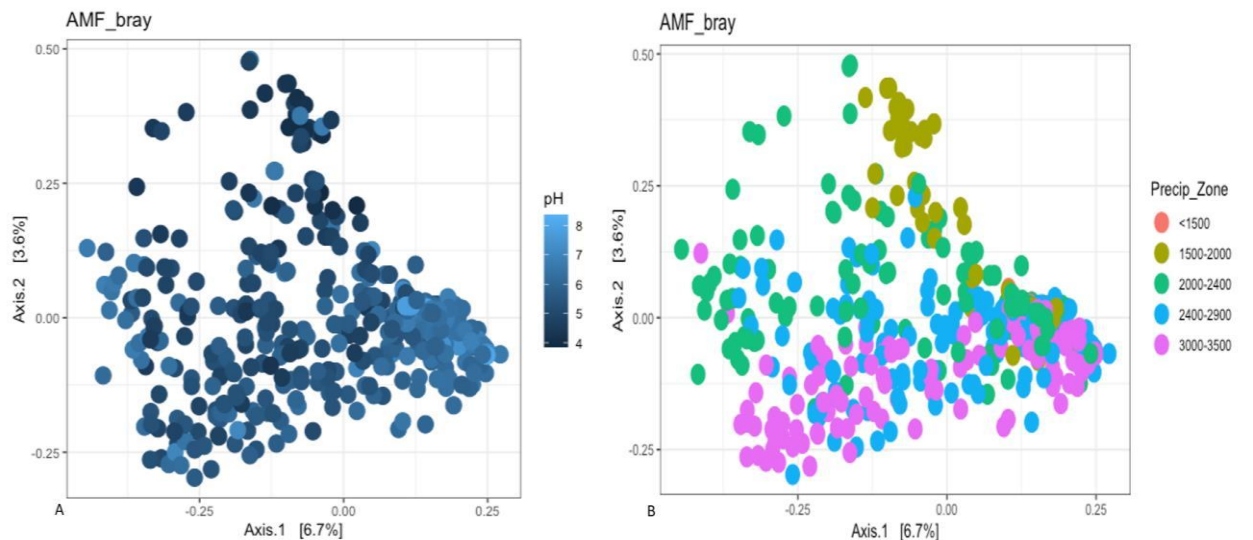 AMF_bray
0.50
0.25
0.00
-0.25
Axis.2 [3.6%]
-0.25
0.00
0.25
Axis.1 [6.7%]
A
pH
8
7
6
5
4
AMF_bray
0.50
0.25
0.00
-0.25
Axis.2 [3.6%]
-0.25
0.00
0.25
Axis.1 [6.7%]
B
Precip_Zone
<1500
1500-2000
2000-2400
2400-2900
3000-3500